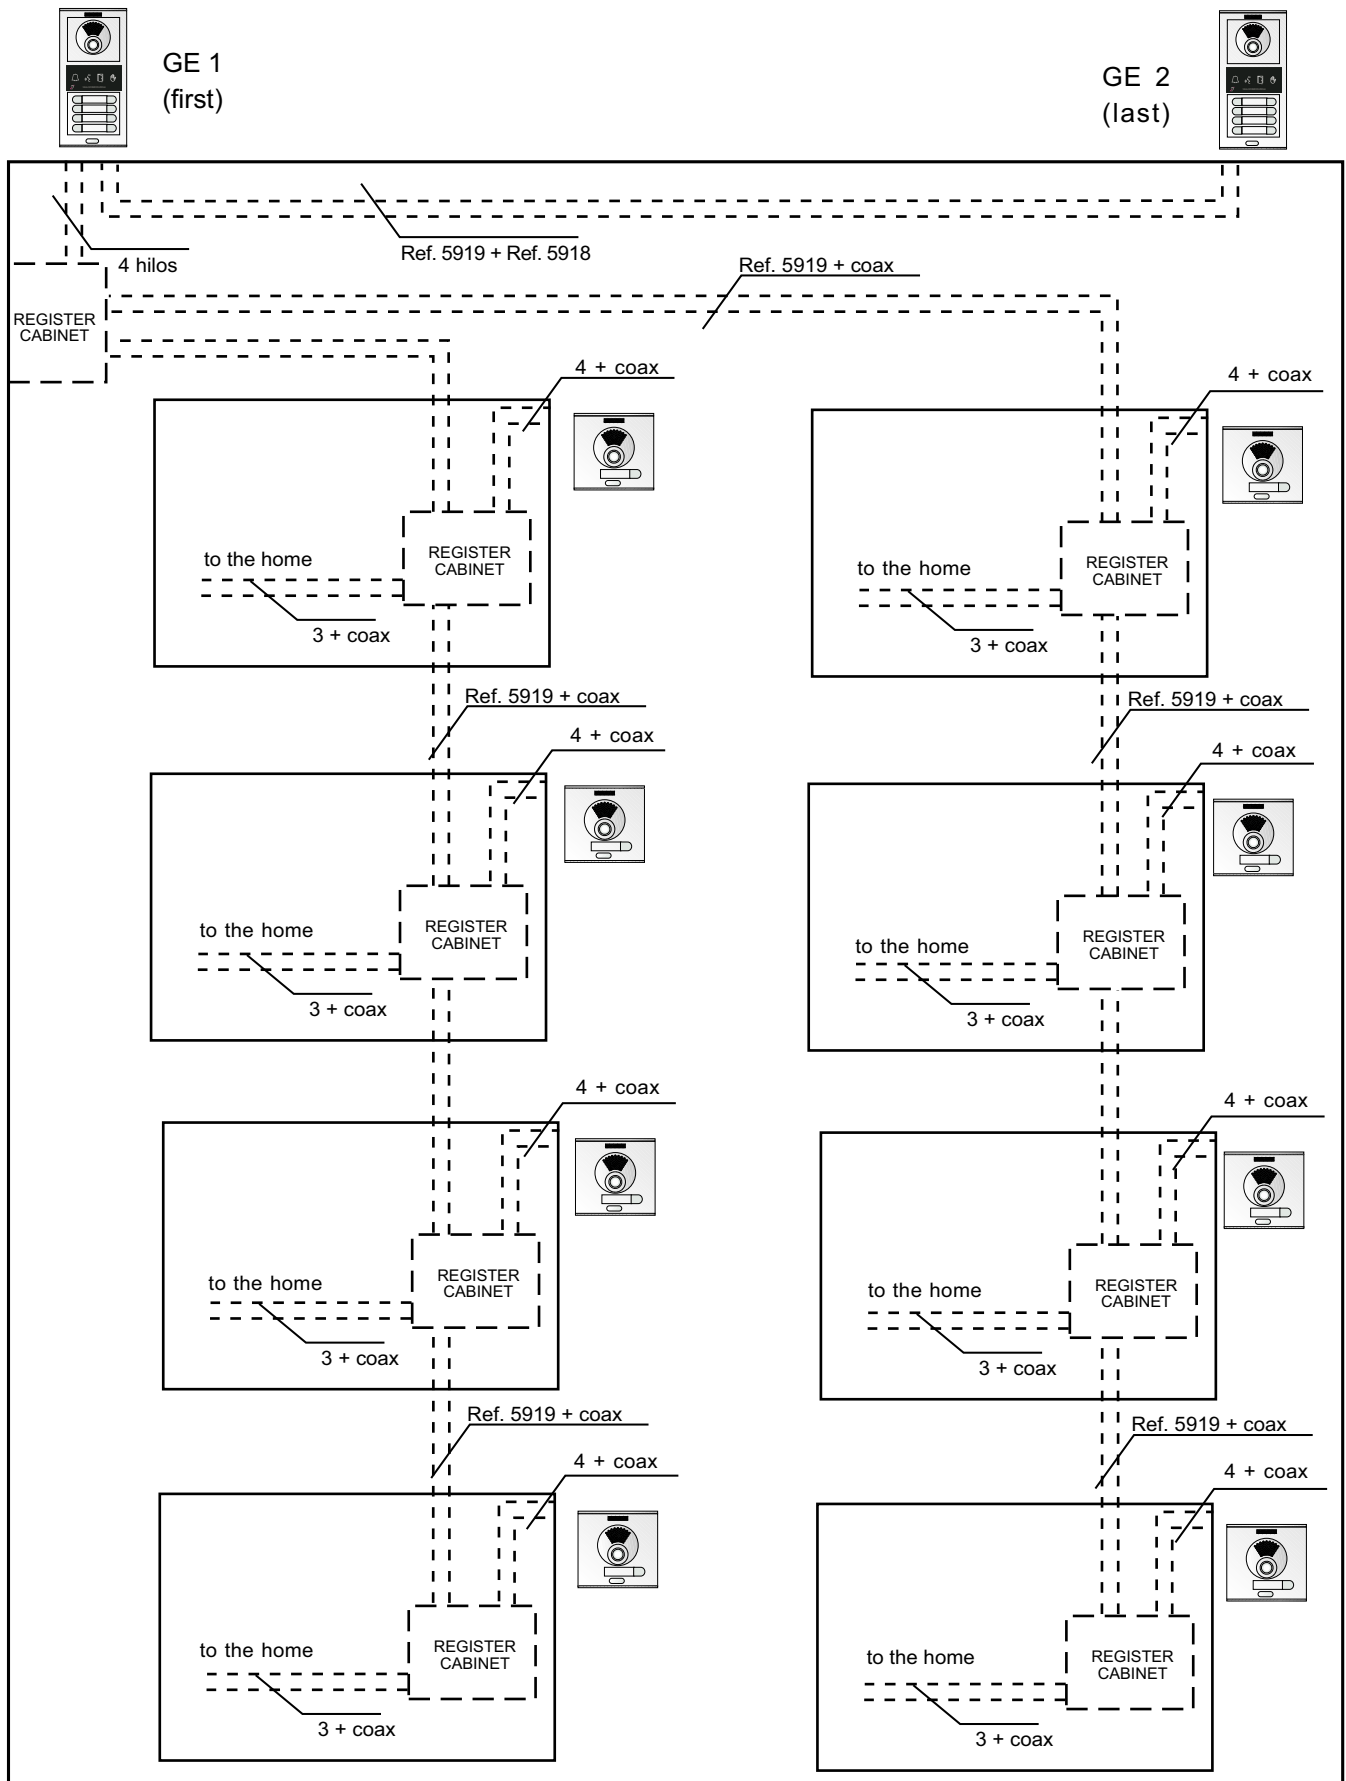 GE 1
(first)
GE 2
(last)
4 hilos
Ref. 5919 + Ref. 5918
Ref. 5919 + coax
REGISTER
CABINET
4 + coax
4 + coax
REGISTER
CABINET
to the home
3 + coax
REGISTER
CABINET
to the home
3 + coax
Ref. 5919 + coax
4 + coax
Ref. 5919 + coax
4 + coax
REGISTER
CABINET
to the home
3 + coax
REGISTER
CABINET
to the home
3 + coax
4 + coax
4 + coax
REGISTER
CABINET
to the home
3 + coax
REGISTER
CABINET
to the home
3 + coax
Ref. 5919 + coax
4 + coax
Ref. 5919 + coax
4 + coax
REGISTER
CABINET
to the home
3 + coax
REGISTER
CABINET
to the home
3 + coax